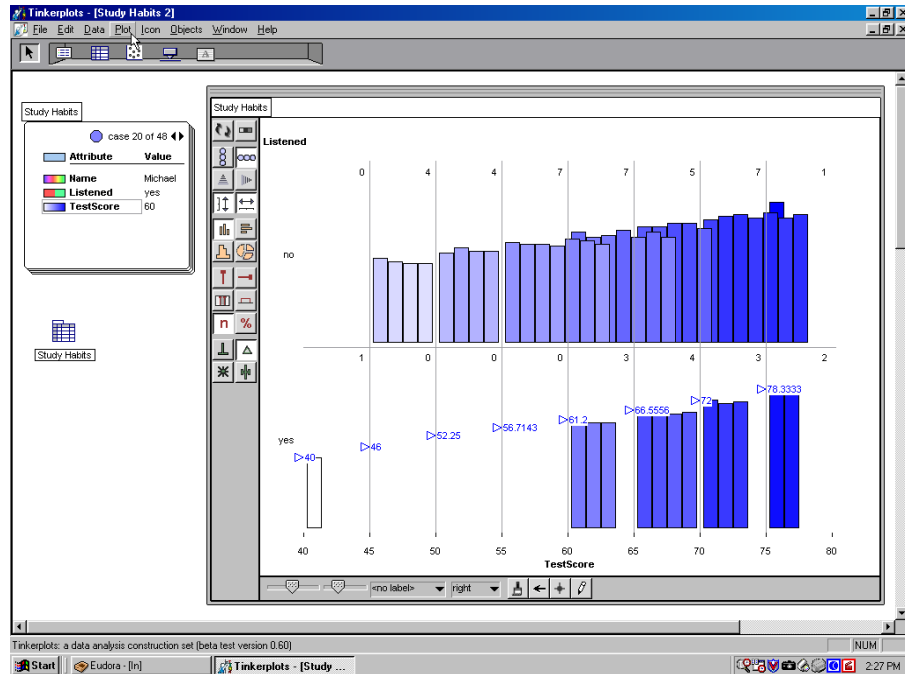 Tinkerplots - [Study Habits 2]
File Edit Data Plot Icon Objects Window Help
A
Study Habits
case 20 of 48
Attribute Value
Name Michael
Listened yes
TestScore 60
Study Habits
Study Habits
n %
Listened
0 4 4 7 7 5 7 1
no
1 0 0 0 3 4 3 2
yes
40
46
52.25
56.7143
61.2
66.5556
72
78.3333
40 45 50 55 60 65 70 75 80
TestScore
<no label> right
Tinkerplots: a data analysis construction set (beta test version 0.60) NUM
Start Eudora - [In] Tinkerplots - [Study ... 2:27 PM